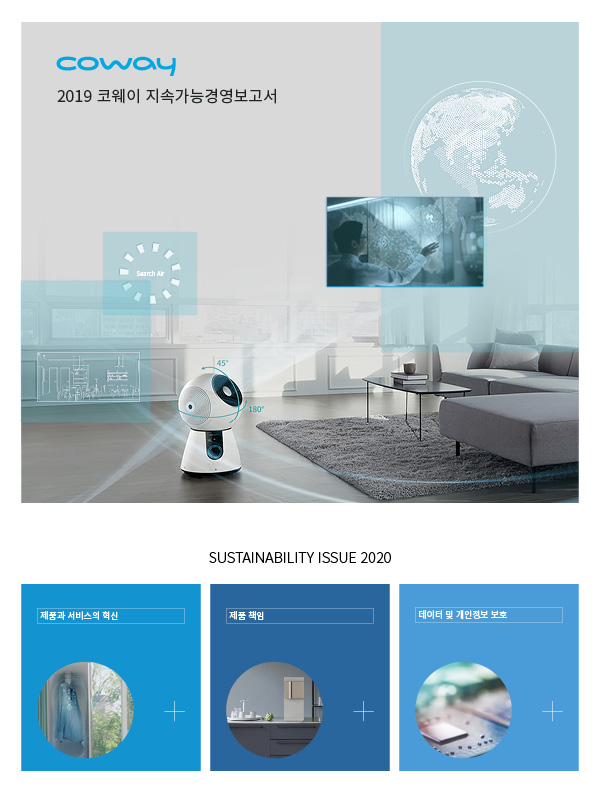 coway
2019 코웨이 지속가능경영보고서
Search Air
45°
180°
SUSTAINABILITY ISSUE 2020
제품과 서비스의 혁신
제품 책임
데이터 및 개인정보 보호